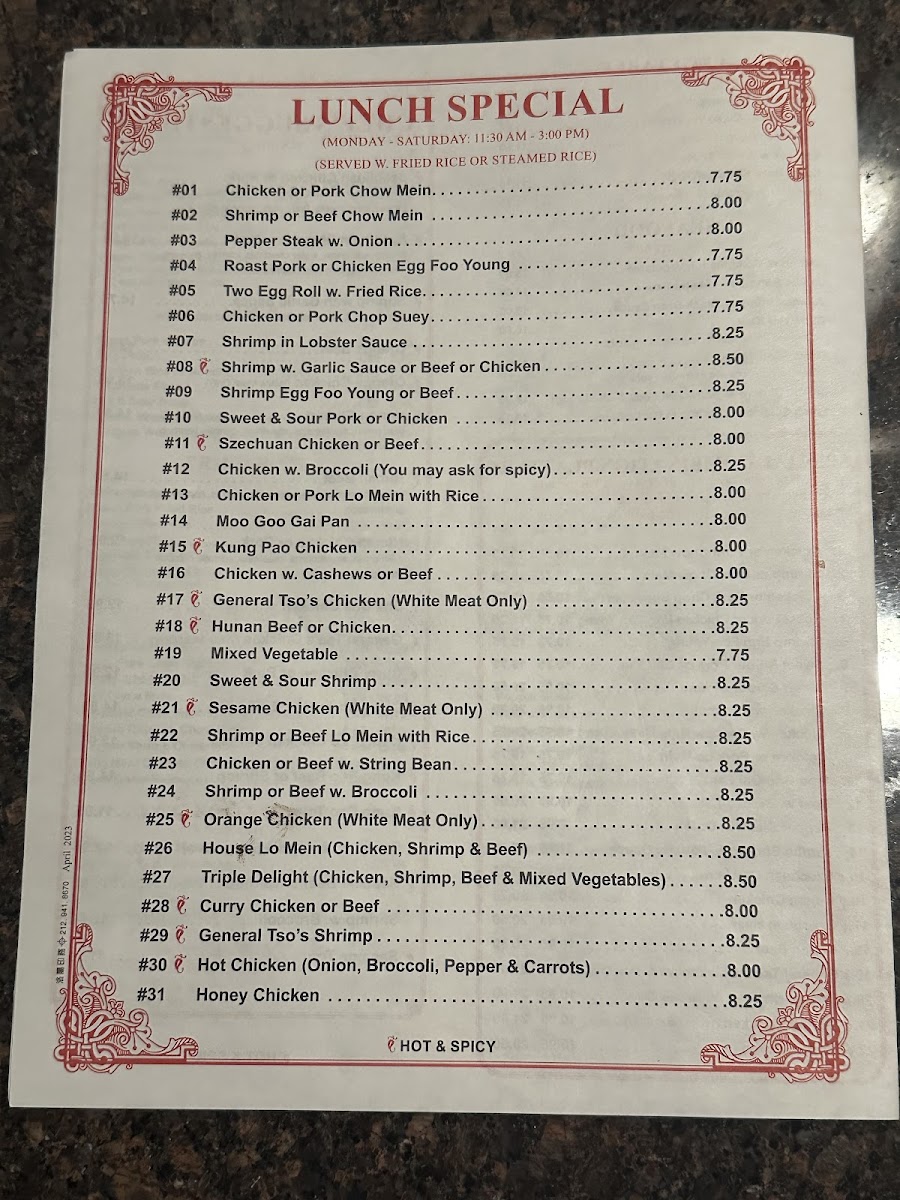 LUNCH SPECIAL
(MONDAY - SATURDAY: 11:30 AM - 3:00 PM)
(SERVED W. FRIED RICE OR STEAMED RICE)
#01 Chicken or Pork Chow Mein. . . . . . . . . . . . . . . . . . . . . . . . . . . . . . . .7.75
#02 Shrimp or Beef Chow Mein . . . . . . . . . . . . . . . . . . . . . . . . . . . . . . . .8.00
#03 Pepper Steak w. Onion . . . . . . . . . . . . . . . . . . . . . . . . . . . . . . . . . . . .8.00
#04 Roast Pork or Chicken Egg Foo Young . . . . . . . . . . . . . . . . . . . . . .7.75
#05 Two Egg Roll w. Fried Rice. . . . . . . . . . . . . . . . . . . . . . . . . . . . . . . . .7.75
#06 Chicken or Pork Chop Suey. . . . . . . . . . . . . . . . . . . . . . . . . . . . . . . .7.75
#07 Shrimp in Lobster Sauce . . . . . . . . . . . . . . . . . . . . . . . . . . . . . . . . . .8.25
#08 Shrimp w. Garlic Sauce or Beef or Chicken . . . . . . . . . . . . . . . . . . .8.50
#09 Shrimp Egg Foo Young or Beef. . . . . . . . . . . . . . . . . . . . . . . . . . . . .8.25
#10 Sweet & Sour Pork or Chicken . . . . . . . . . . . . . . . . . . . . . . . . . . . . .8.00
#11 Szechuan Chicken or Beef. . . . . . . . . . . . . . . . . . . . . . . . . . . . . . . . .8.00
#12 Chicken w. Broccoli (You may ask for spicy). . . . . . . . . . . . . . . . . .8.25
#13 Chicken or Pork Lo Mein with Rice . . . . . . . . . . . . . . . . . . . . . . . . . .8.00
#14 Moo Goo Gai Pan . . . . . . . . . . . . . . . . . . . . . . . . . . . . . . . . . . . . . . . .8.00
#15 Kung Pao Chicken . . . . . . . . . . . . . . . . . . . . . . . . . . . . . . . . . . . . . . .8.00
#16 Chicken w. Cashews or Beef . . . . . . . . . . . . . . . . . . . . . . . . . . . . . . .8.00
#17 General Tso's Chicken (White Meat Only) . . . . . . . . . . . . . . . . . . . .8.25
#18 Hunan Beef or Chicken. . . . . . . . . . . . . . . . . . . . . . . . . . . . . . . . . . . .8.25
#19 Mixed Vegetable . . . . . . . . . . . . . . . . . . . . . . . . . . . . . . . . . . . . . . . . .7.75
#20 Sweet & Sour Shrimp . . . . . . . . . . . . . . . . . . . . . . . . . . . . . . . . . . . . .8.25
#21 Sesame Chicken (White Meat Only) . . . . . . . . . . . . . . . . . . . . . . . . .8.25
#22 Shrimp or Beef Lo Mein with Rice . . . . . . . . . . . . . . . . . . . . . . . . . . .8.25
#23 Chicken or Beef w. String Bean. . . . . . . . . . . . . . . . . . . . . . . . . . . . .8.25
#24 Shrimp or Beef w. Broccoli . . . . . . . . . . . . . . . . . . . . . . . . . . . . . . . .8.25
#25 Orange Chicken (White Meat Only) . . . . . . . . . . . . . . . . . . . . . . . . . .8.25
#26 House Lo Mein (Chicken, Shrimp & Beef) . . . . . . . . . . . . . . . . . . . .8.50
#27 Triple Delight (Chicken, Shrimp, Beef & Mixed Vegetables) . . . . . .8.50
#28 Curry Chicken or Beef . . . . . . . . . . . . . . . . . . . . . . . . . . . . . . . . . . . .8.00
#29 General Tso's Shrimp . . . . . . . . . . . . . . . . . . . . . . . . . . . . . . . . . . . . .8.25
#30 Hot Chicken (Onion, Broccoli, Pepper & Carrots) . . . . . . . . . . . . . .8.00
#31 Honey Chicken . . . . . . . . . . . . . . . . . . . . . . . . . . . . . . . . . . . . . . . . . . .8.25
HOT & SPICY
212. 941. 8670 April 2023